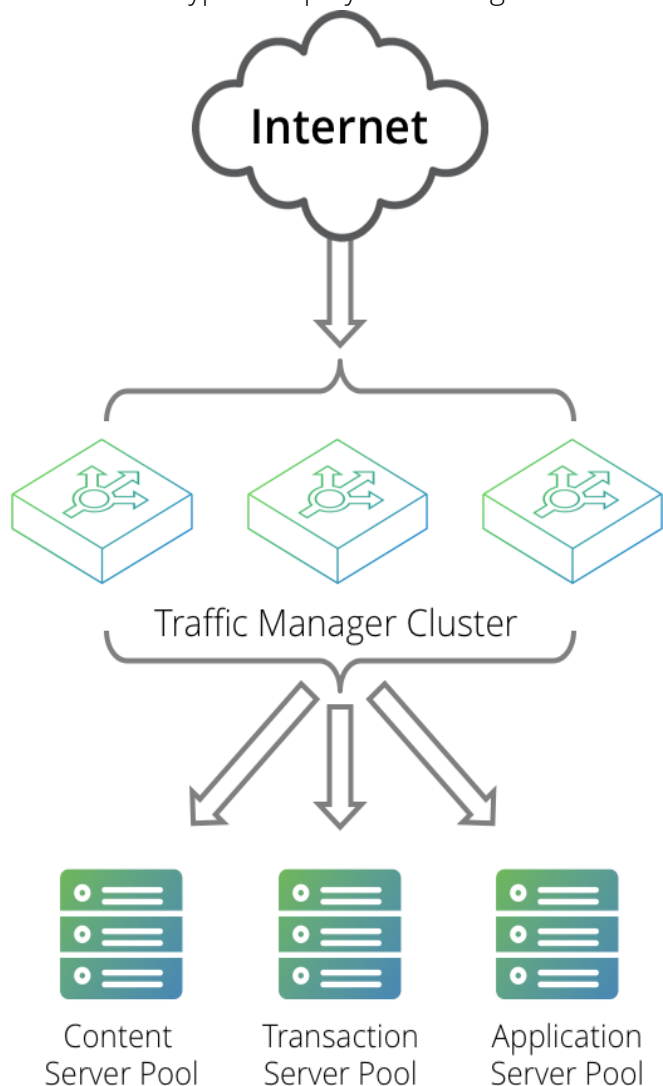 Internet
Traffic Manager Cluster
Content
Server Pool
Transaction
Server Pool
Application
Server Pool